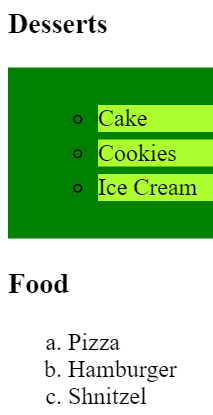 Desserts
Cake
Cookies
Ice Cream
Food
a. Pizza
b. Hamburger
c. Shnitzel